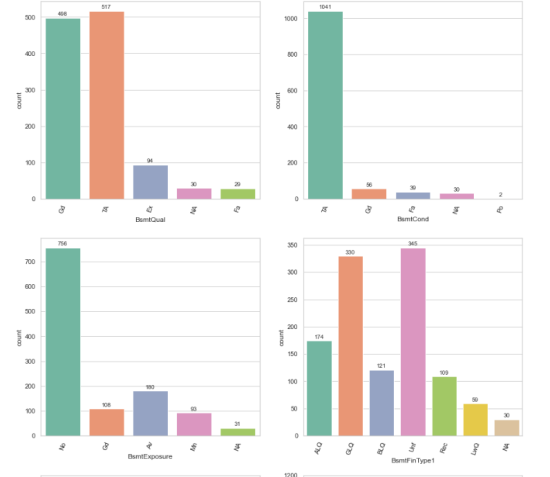 517
498
500
400
300
200
100
0
94
30
29
count
Gd
TA
Ex
NA
Fa
BsmtQual
1041
1000
800
600
400
200
0
56
39
30
2
count
TA
Gd
Fa
NA
Po
BsmtCond
756
700
600
500
400
300
200
100
0
108
180
93
31
count
No
Gd
Av
Mn
NA
BsmtExposure
350
300
250
200
150
100
50
0
174
330
121
345
109
59
30
count
ALQ
GLQ
BLQ
Unf
Rec
LwQ
NA
BsmtFinType1
1200